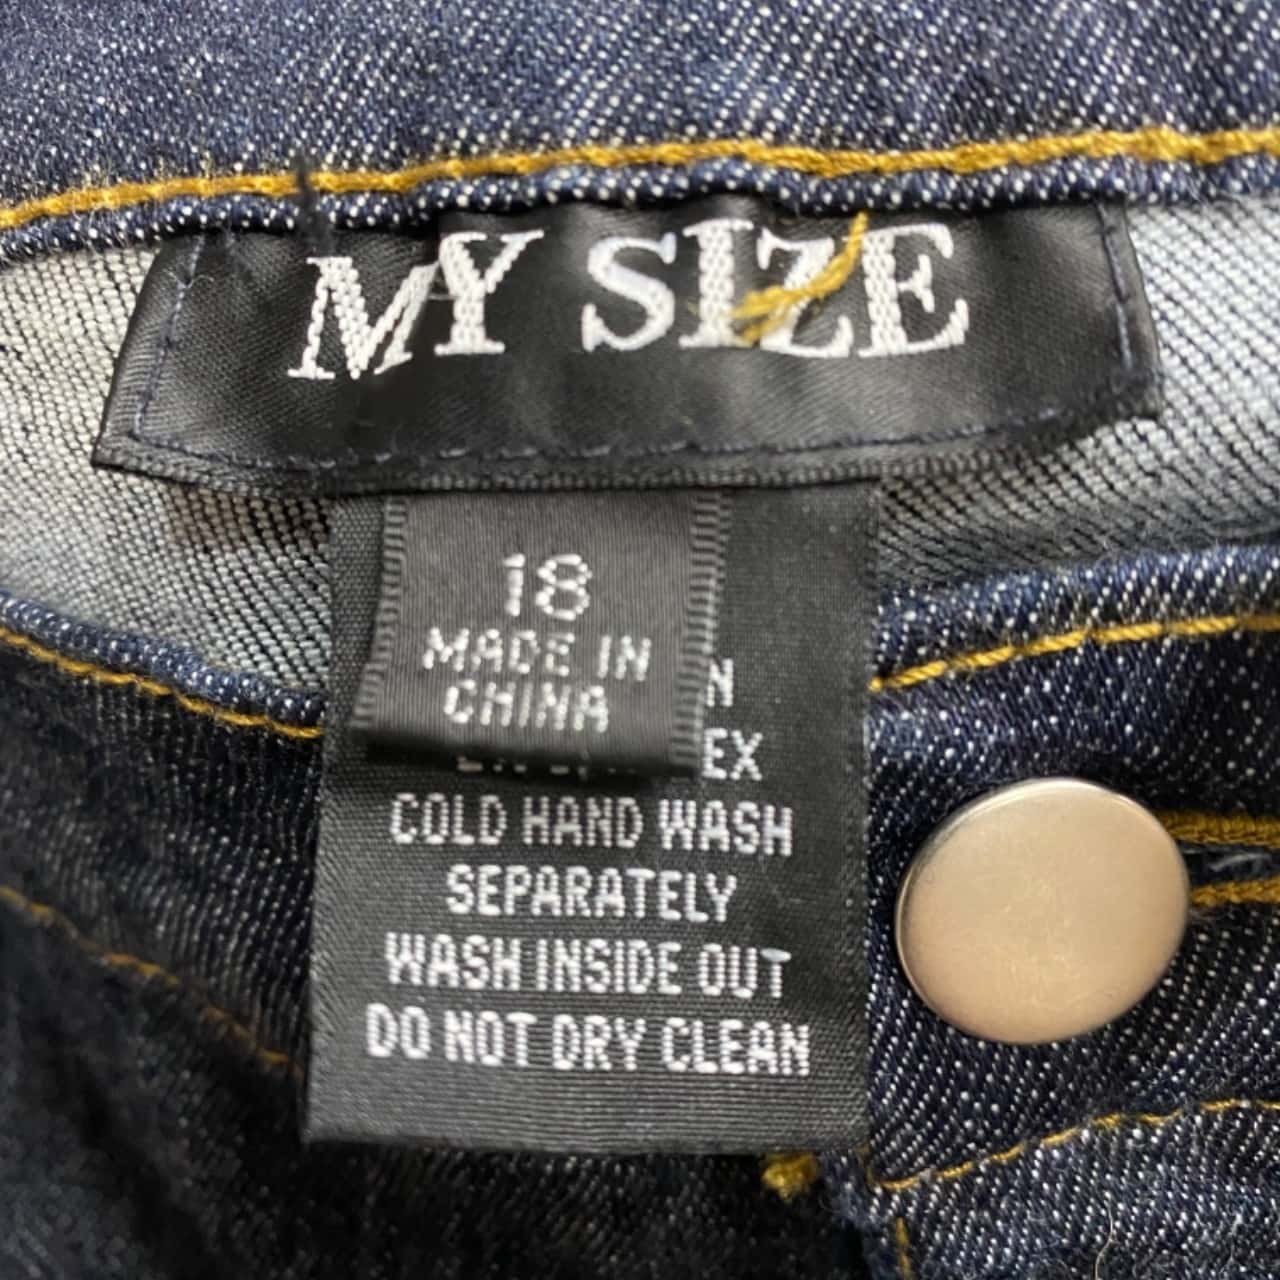 MY SIZE
18
MADE IN
CHINA
N
EX
COLD HAND WASH
SEPARATELY
WASH INSIDE OUT
DO NOT DRY CLEAN